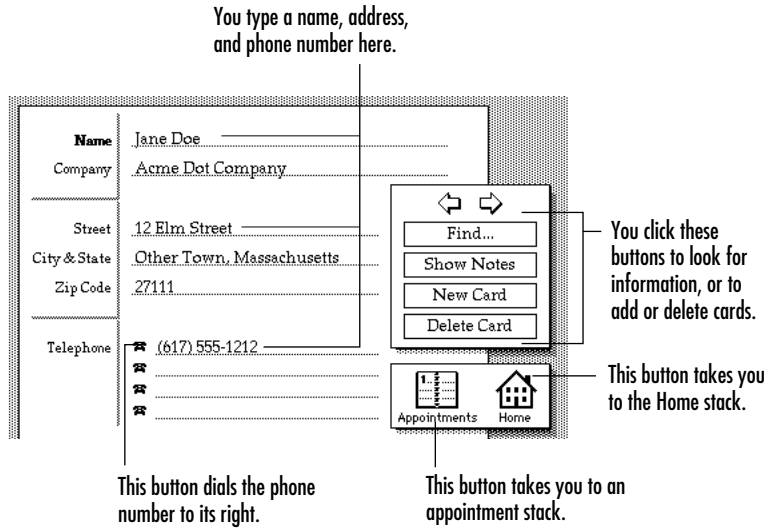 You type a name, address,
and phone number here.
Name Jane Doe
Company Acme Dot Company
Street 12 Elm Street
City & State Other Town, Massachusetts
Zip Code 27111
Telephone (617) 555-1212
Find...
Show Notes
New Card
Delete Card
You click these
buttons to look for
information, or to
add or delete cards.
1..
Appointments Home
This button takes you
to the Home stack.
This button dials the phone
number to its right.
This button takes you to an
appointment stack.